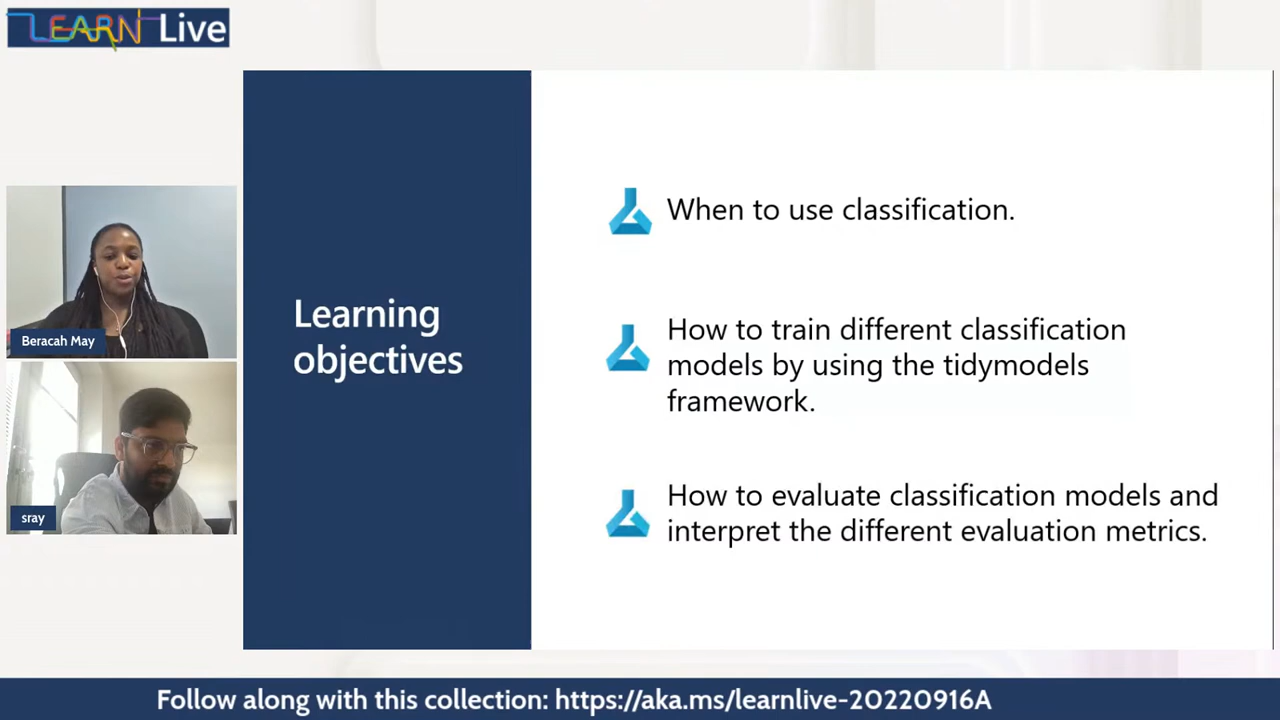 LEARN Live
Learning
objectives
When to use classification.
How to train different classification
models by using the tidymodels
framework.
How to evaluate classification models and
interpret the different evaluation metrics.
Beracah May
sray
Follow along with this collection: https://aka.ms/learnlive-20220916A